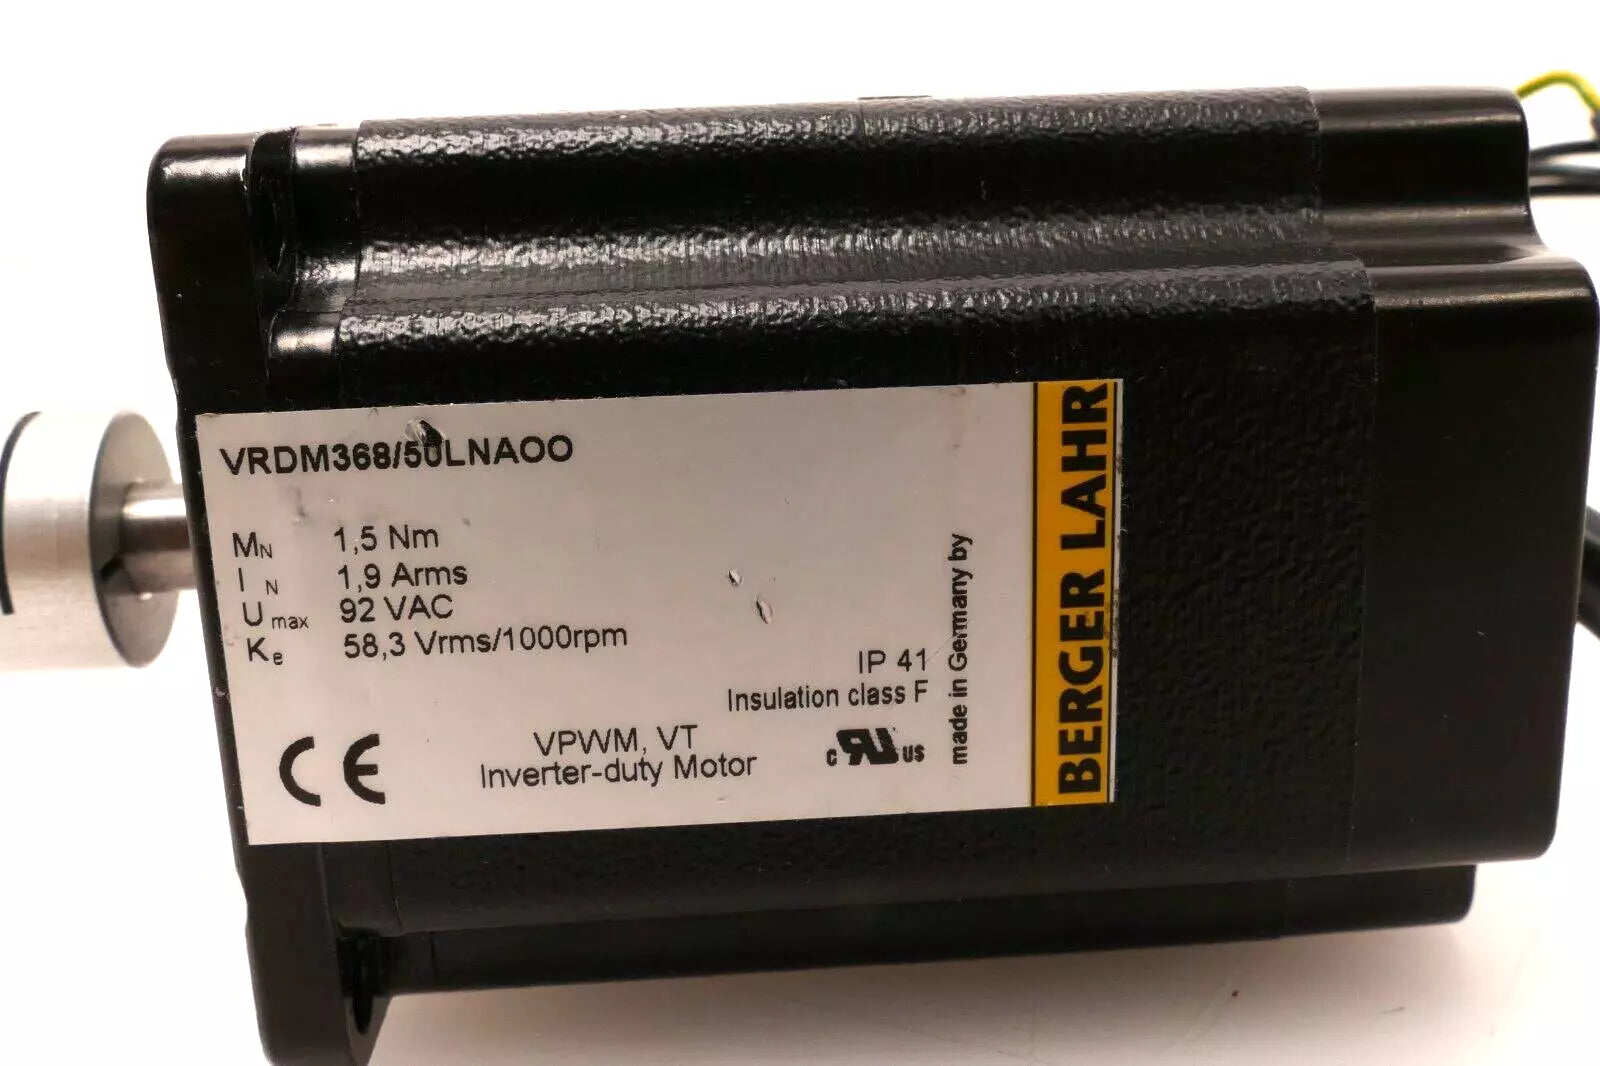 VRDM368/50LNAOO
MN 1,5 Nm
IN 1,9 Arms
Umax 92 VAC
Ke 58,3 Vrms/1000rpm
IP 41
Insulation class F
CE
VPWM, VT
Inverter-duty Motor
c RU us
made in Germany by
BERGER LAHR